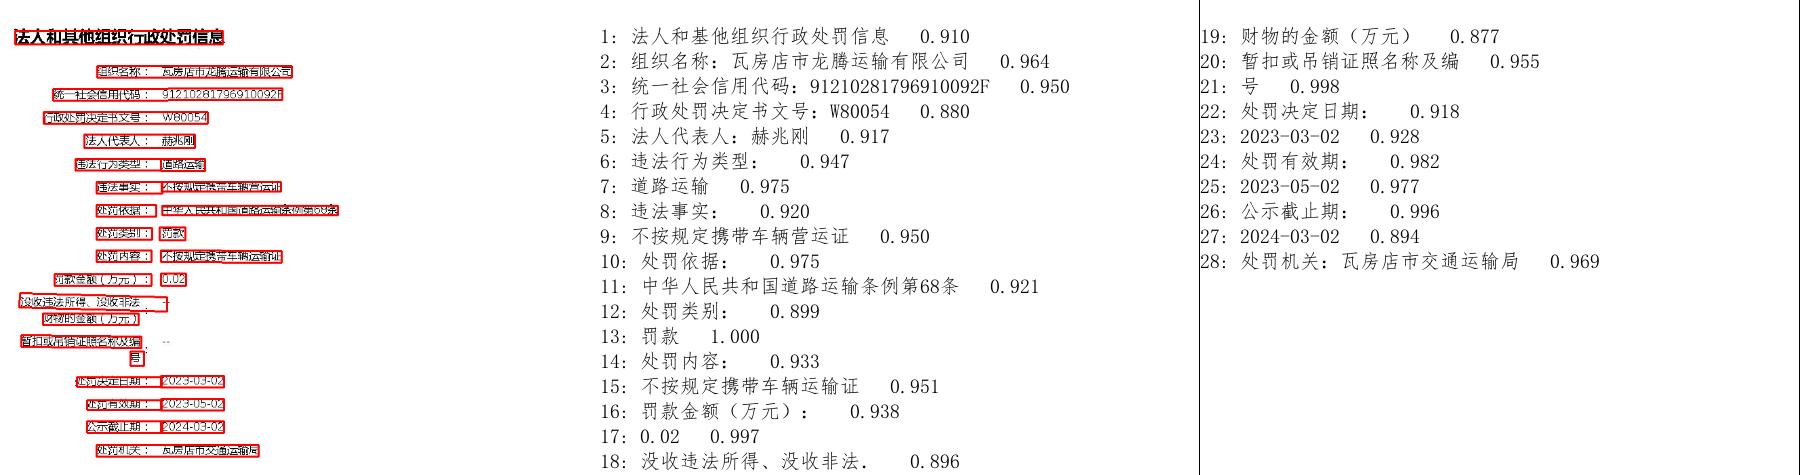 法人和其他组织行政处罚信息
组织名称： 瓦房店市龙腾运输有限公司
统一社会信用代码： 91210281796910092F
行政处罚决定书文号： W80054
法人代表人： 赫兆刚
违法行为类型： 道路运输
违法事实： 不按规定携带车辆营运证
处罚依据： 中华人民共和国道路运输条例第68条
处罚类别： 罚款
处罚内容： 不按规定携带车辆运输证
罚款金额（万元）： 0.02
没收违法所得、没收非法 --
财物的金额（万元）：
暂扣或吊销证照名称及编 --
号：
处罚决定日期： 2023-03-02
处罚有效期： 2023-05-02
公示截止期： 2024-03-02
处罚机关： 瓦房店市交通运输局
1: 法人和基他组织行政处罚信息 0.910
2: 组织名称：瓦房店市龙腾运输有限公司 0.964
3: 统一社会信用代码：91210281796910092F 0.950
4: 行政处罚决定书文号：W80054 0.880
5: 法人代表人：赫兆刚 0.917
6: 违法行为类型： 0.947
7: 道路运输 0.975
8: 违法事实： 0.920
9: 不按规定携带车辆营运证 0.950
10: 处罚依据： 0.975
11: 中华人民共和国道路运输条例第68条 0.921
12: 处罚类别： 0.899
13: 罚款 1.000
14: 处罚内容： 0.933
15: 不按规定携带车辆运输证 0.951
16: 罚款金额（万元）： 0.938
17: 0.02 0.997
18: 没收违法所得、没收非法. 0.896
19: 财物的金额（万元） 0.877
20: 暂扣或吊销证照名称及编 0.955
21: 号 0.998
22: 处罚决定日期： 0.918
23: 2023-03-02 0.928
24: 处罚有效期： 0.982
25: 2023-05-02 0.977
26: 公示截止期： 0.996
27: 2024-03-02 0.894
28: 处罚机关：瓦房店市交通运输局 0.969